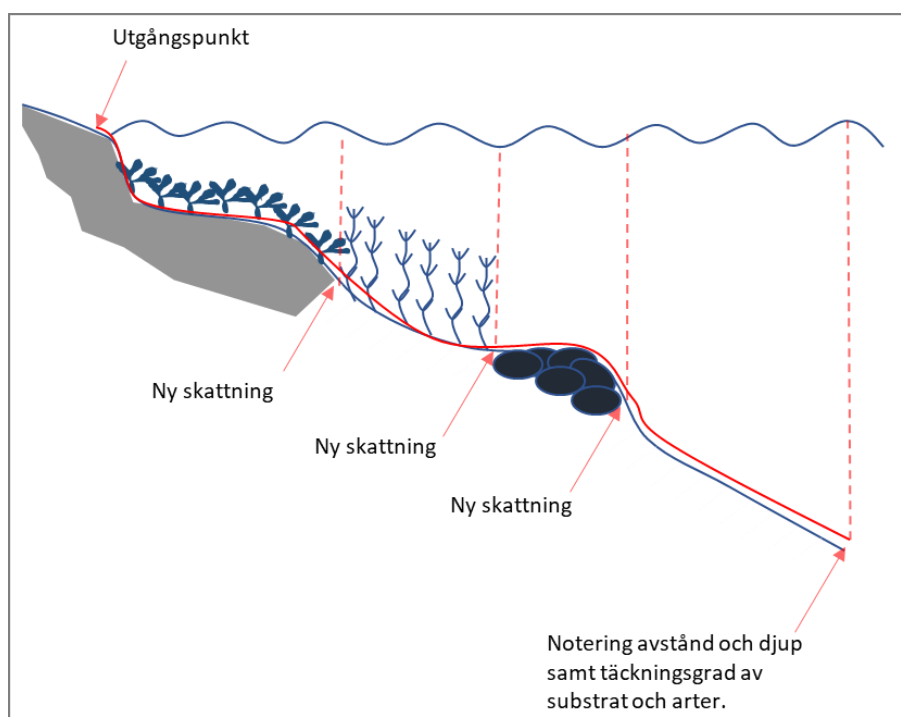 Utgångspunkt
Ny skattning
Ny skattning
Ny skattning
Notering avstånd och djup
samt täckningsgrad av
substrat och arter.